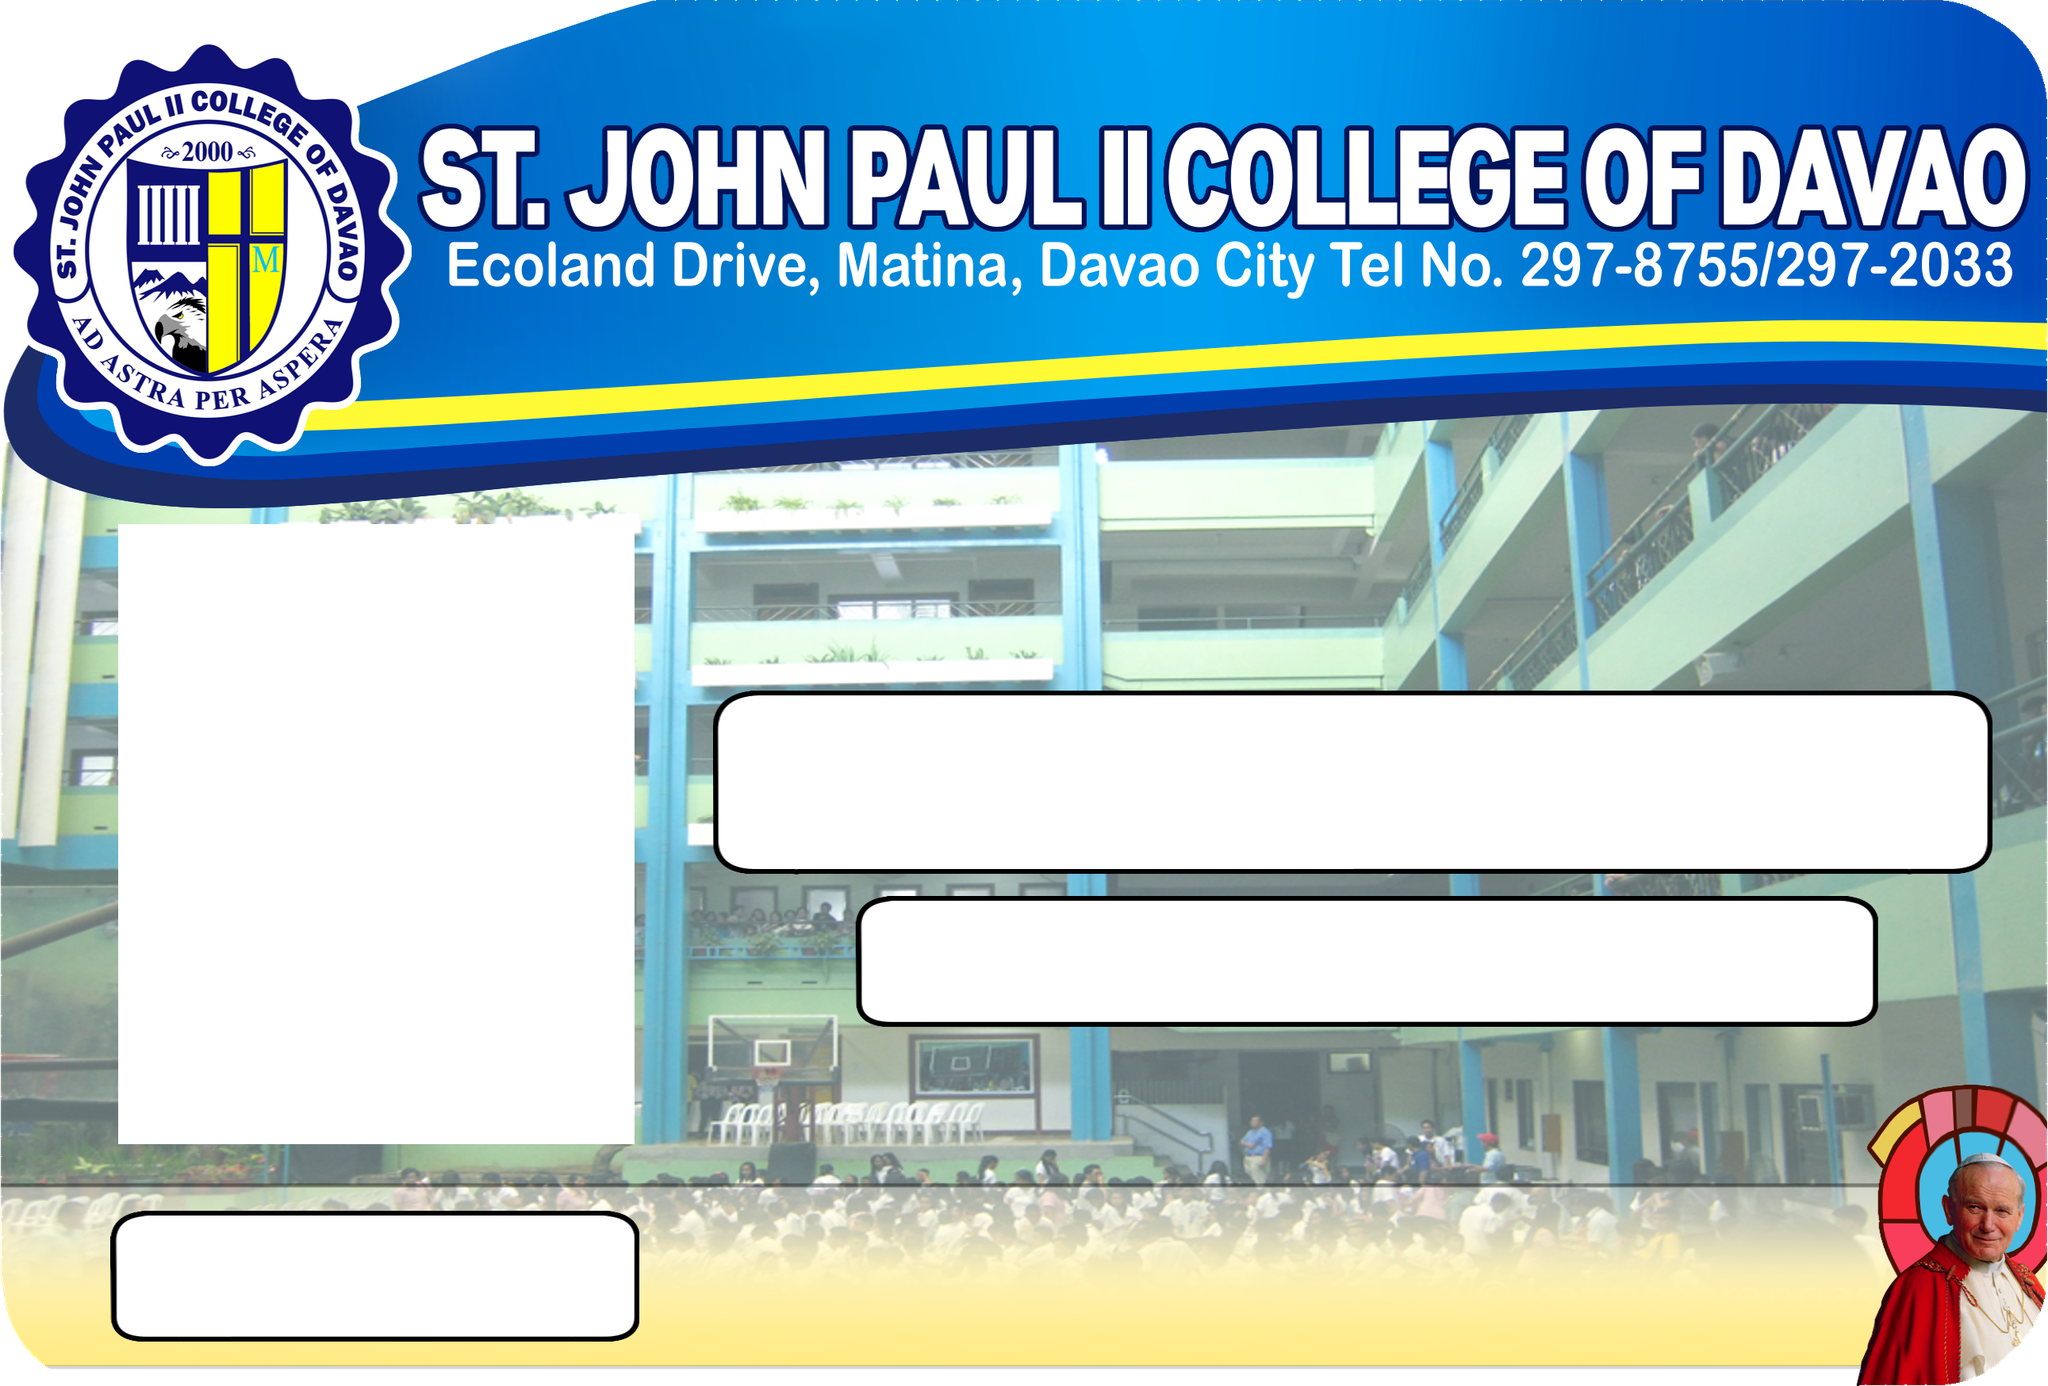 ST. JOHN PAUL II COLLEGE OF DAVAO
2000
M
AD ASTRA PER ASPERA
ST. JOHN PAUL II COLLEGE OF DAVAO
Ecoland Drive, Matina, Davao City Tel No. 297-8755/297-2033